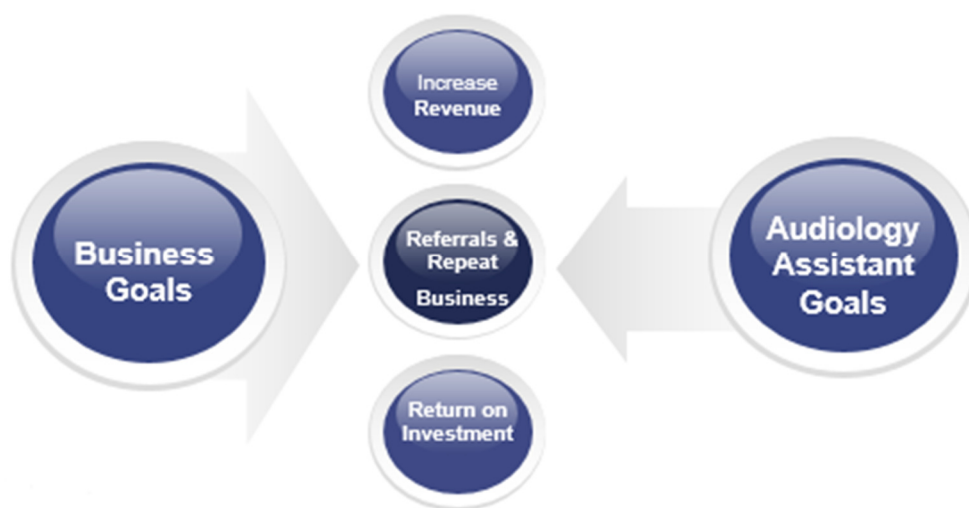 Increase
Revenue
Business
Goals
Referrals &
Repeat
Business
Audiology
Assistant
Goals
Return on
Investment